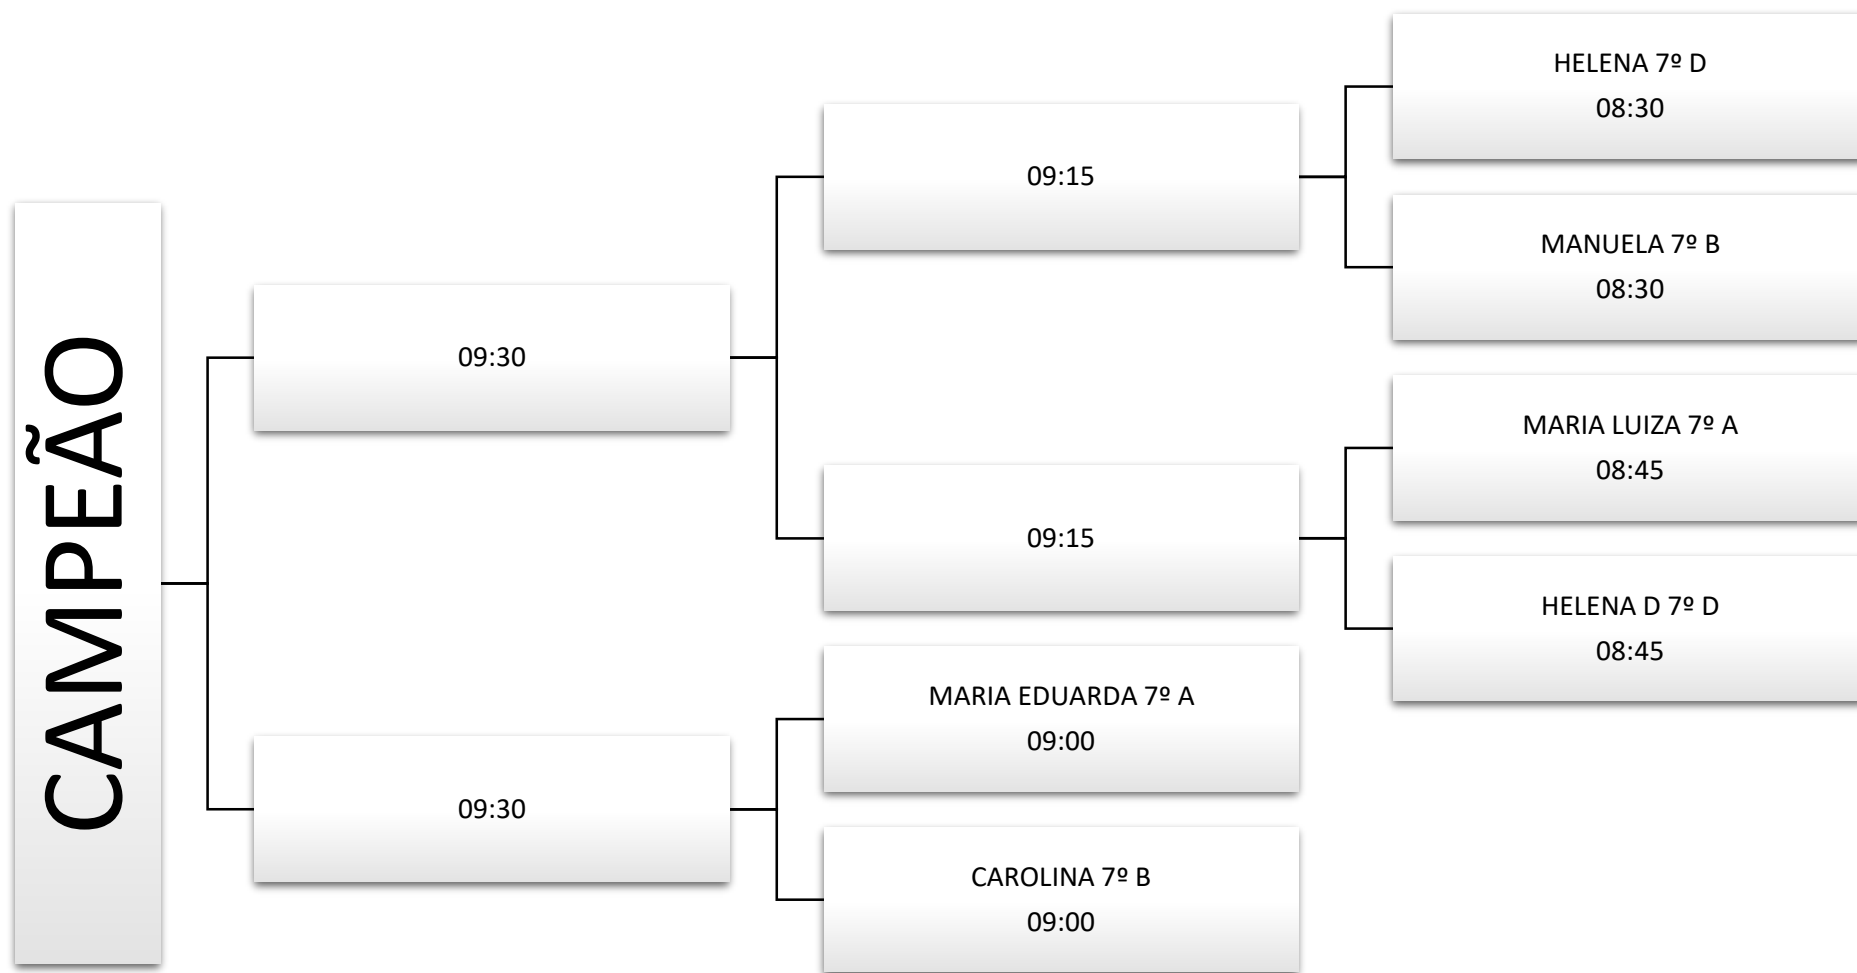 CAMPEÃO
09:30
09:15
HELENA 7º D
08:30
MANUELA 7º B
08:30
09:15
MARIA LUIZA 7º A
08:45
HELENA D 7º D
08:45
09:30
MARIA EDUARDA 7º A
09:00
CAROLINA 7º B
09:00